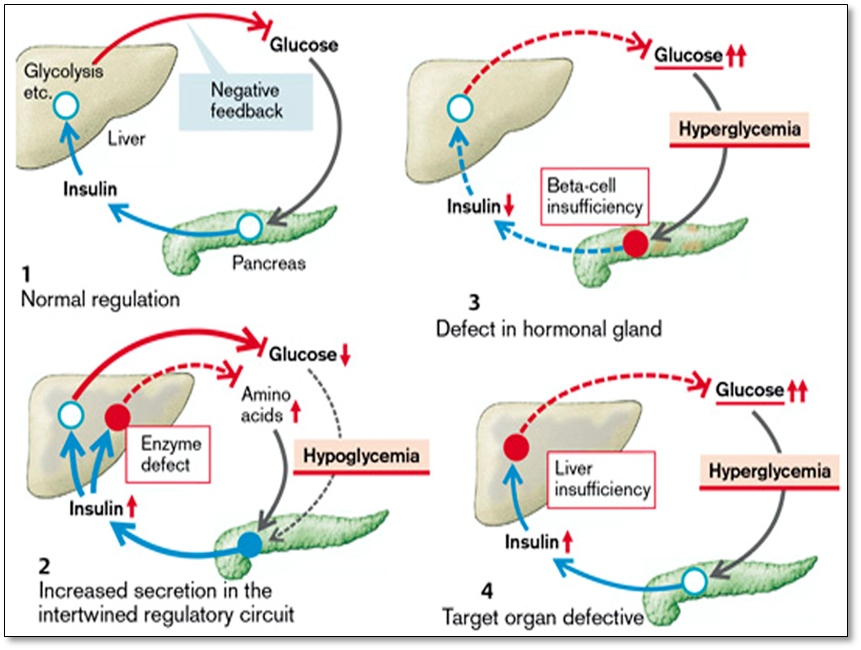 Glucose
Glycolysis
etc.
Negative
feedback
Liver
Insulin
Pancreas
1
Normal regulation
Glucose
Amino
acids
Enzyme
defect
Hypoglycemia
Insulin
2
Increased secretion in the
intertwined regulatory circuit
Glucose
Hyperglycemia
Beta-cell
insufficiency
Insulin
3
Defect in hormonal gland
Glucose
Hyperglycemia
Liver
insufficiency
Insulin
4
Target organ defective